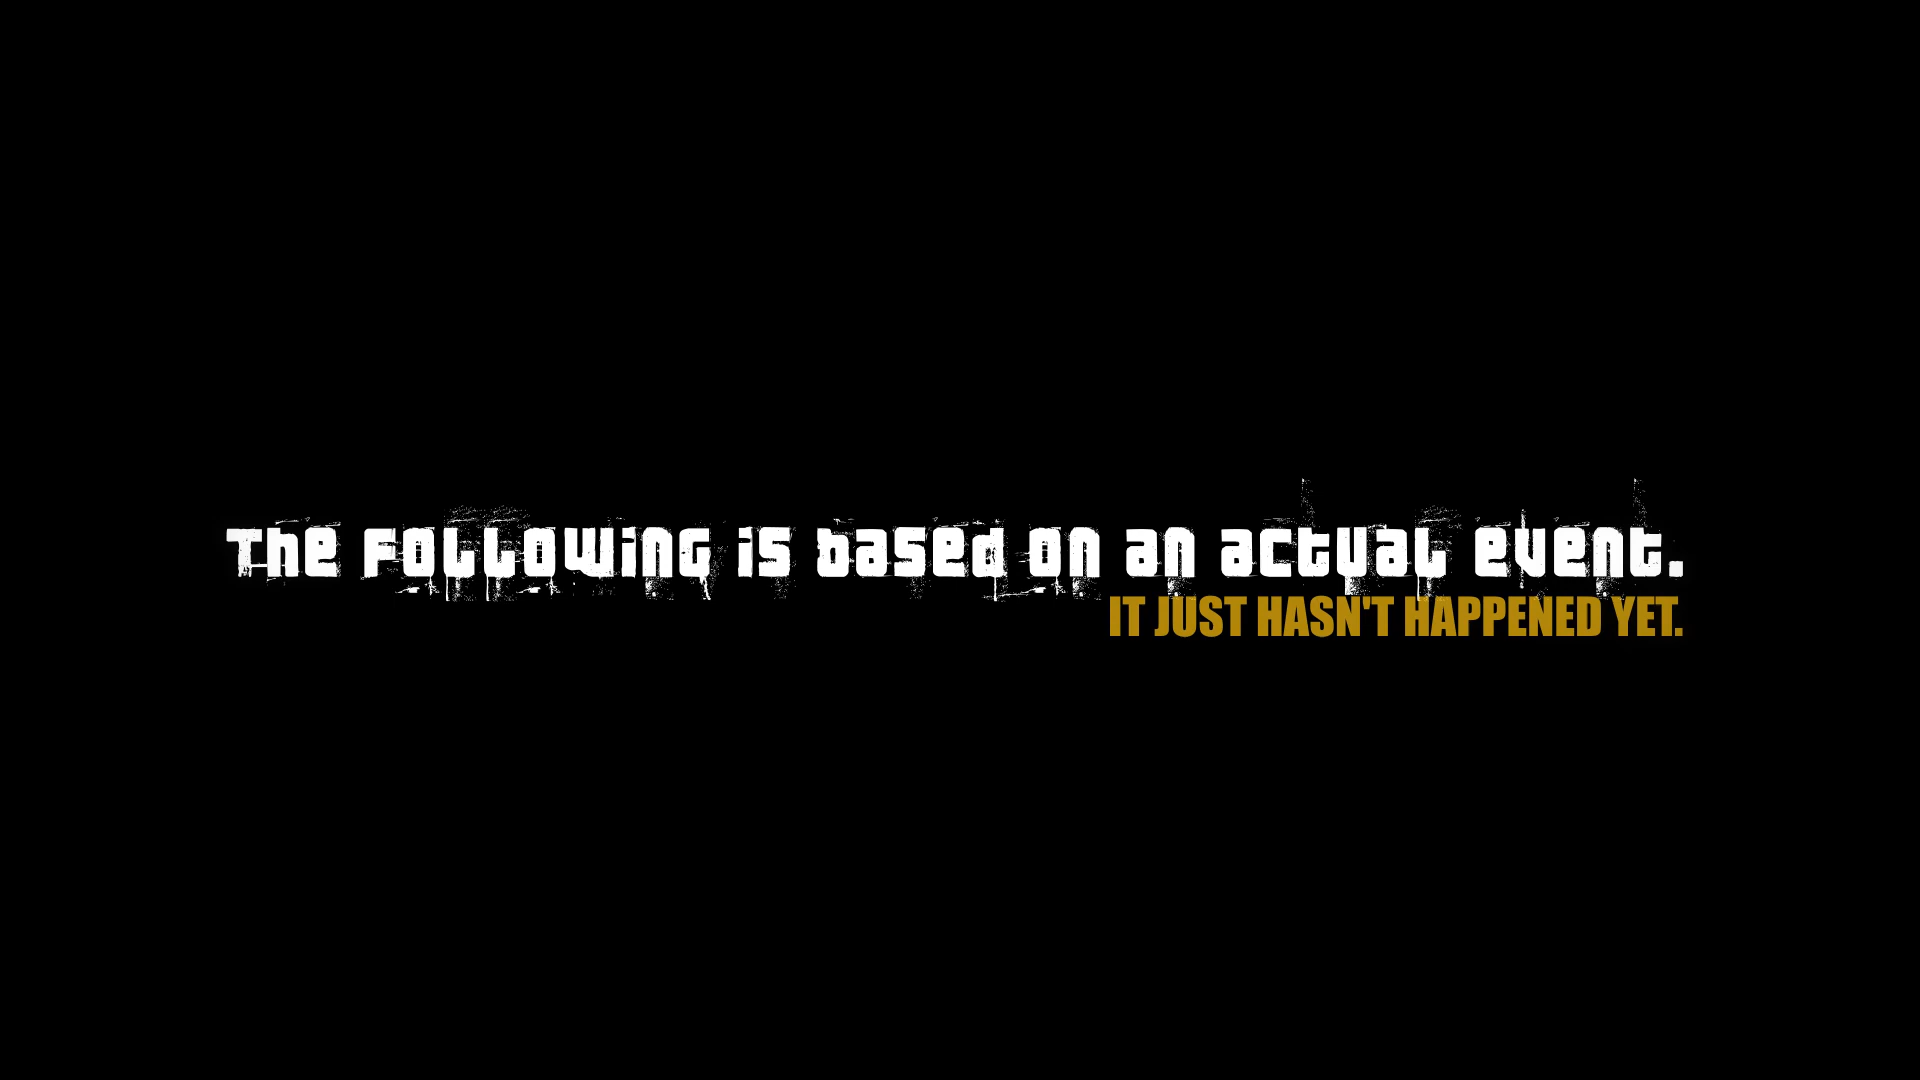 The Following is based on an actual event.
IT JUST HASN'T HAPPENED YET.